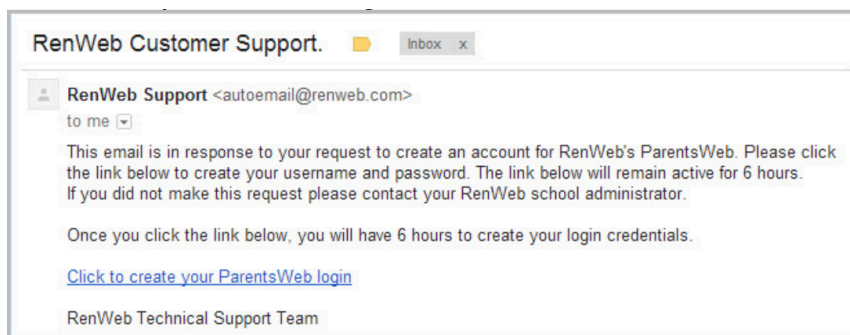 RenWeb Customer Support.
Inbox x
RenWeb Support <autoemail@renweb.com>
to me
This email is in response to your request to create an account for RenWeb's ParentsWeb. Please click
the link below to create your username and password. The link below will remain active for 6 hours.
If you did not make this request please contact your RenWeb school administrator.
Once you click the link below, you will have 6 hours to create your login credentials.
Click to create your ParentsWeb login
RenWeb Technical Support Team